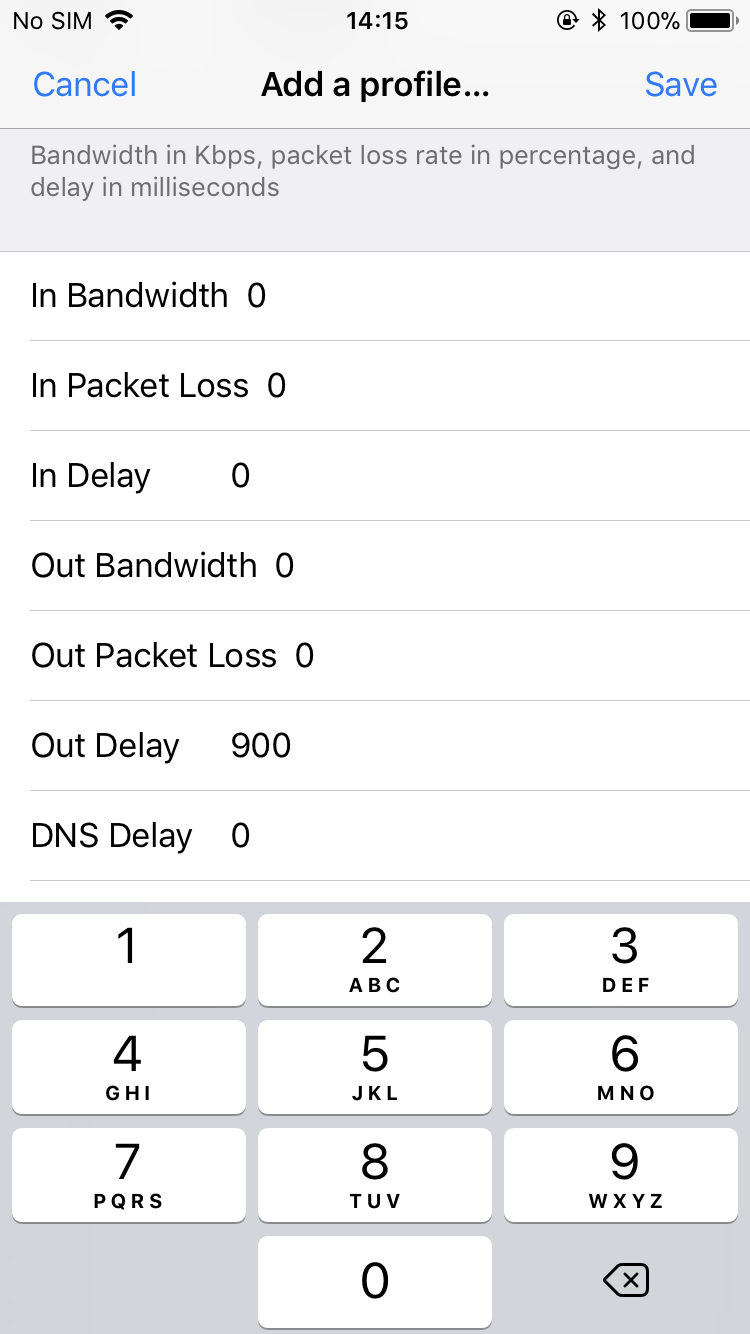 No SIM 14:15 100%
Cancel Add a profile... Save
Bandwidth in Kbps, packet loss rate in percentage, and
delay in milliseconds
In Bandwidth 0
In Packet Loss 0
In Delay 0
Out Bandwidth 0
Out Packet Loss 0
Out Delay 900
DNS Delay 0
1 2 3
ABC DEF
4 5 6
GHI JKL MNO
7 8 9
PQRS TUV WXYZ
0